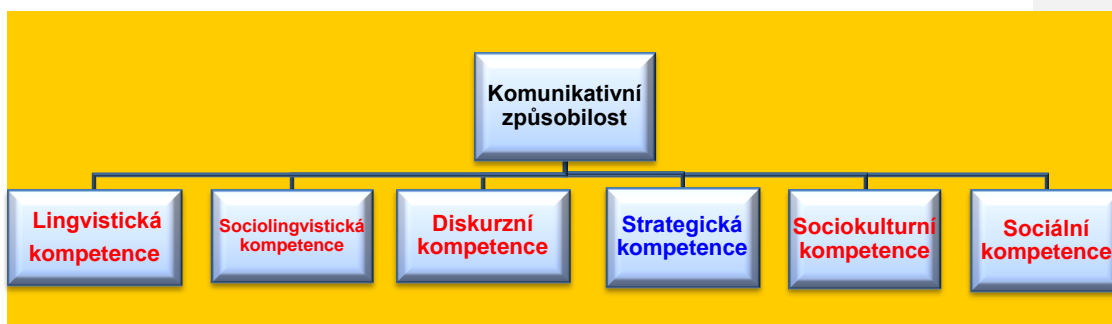 Komunikativní
způsobilost
Lingvistická
kompetence
Sociolingvistická
kompetence
Diskurzní
kompetence
Strategická
kompetence
Sociokulturní
kompetence
Sociální
kompetence